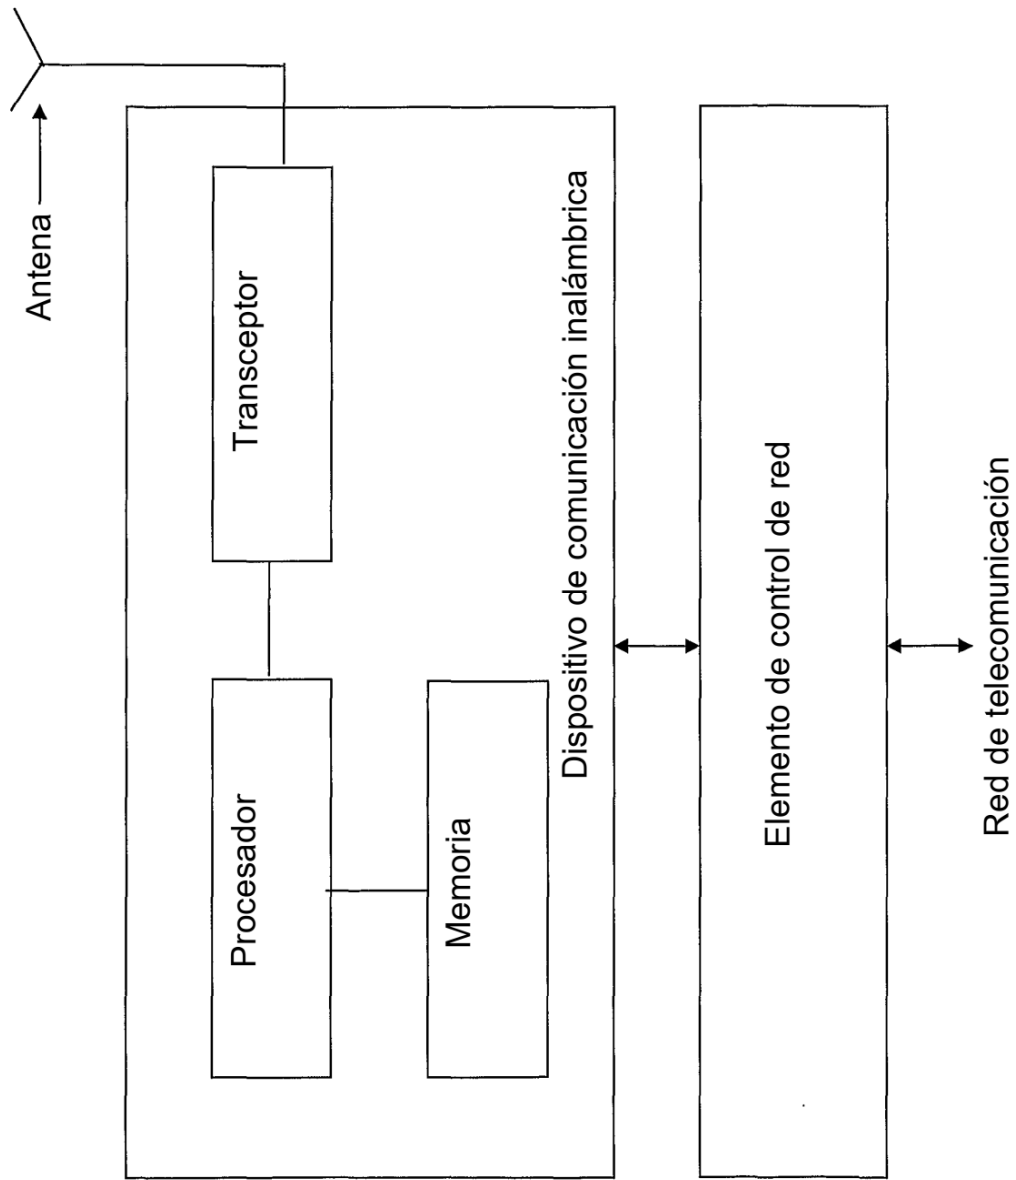 Antena
Procesador
Transceptor
Memoria
Dispositivo de comunicación inalámbrica
Elemento de control de red
Red de telecomunicación